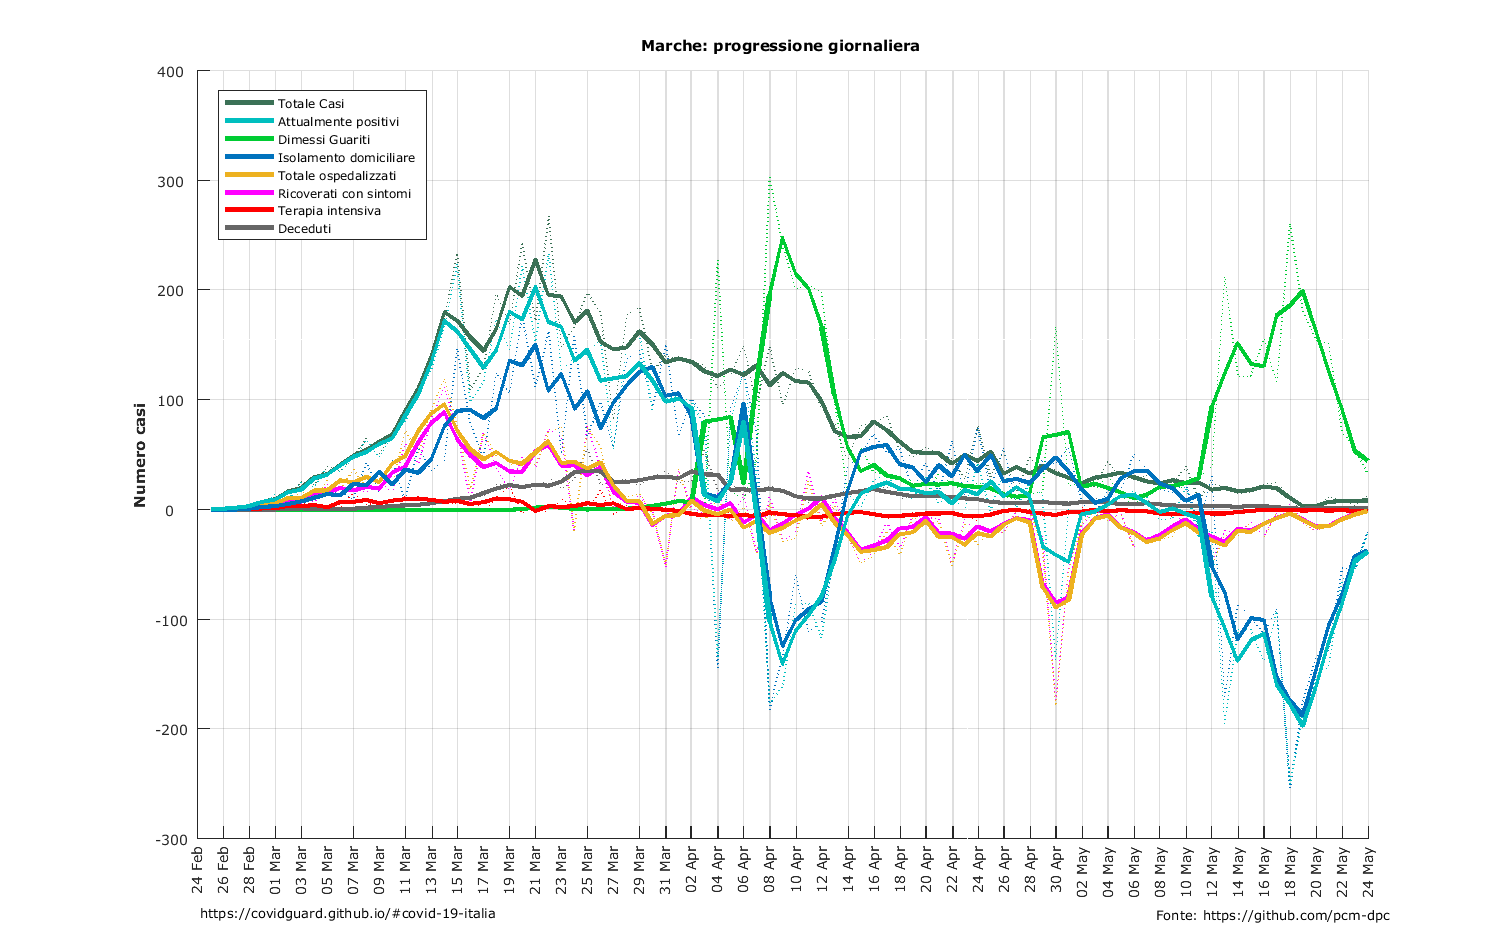 Marche: progressione giornaliera
400
300
200
100
0
-100
-200
-300
Numero casi
Totale Casi
Attualmente positivi
Dimessi Guariti
Isolamento domiciliare
Totale ospedalizzati
Ricoverati con sintomi
Terapia intensiva
Deceduti
24 Feb
26 Feb
28 Feb
01 Mar
03 Mar
05 Mar
07 Mar
09 Mar
11 Mar
13 Mar
15 Mar
17 Mar
19 Mar
21 Mar
23 Mar
25 Mar
27 Mar
29 Mar
31 Mar
02 Apr
04 Apr
06 Apr
08 Apr
10 Apr
12 Apr
14 Apr
16 Apr
18 Apr
20 Apr
22 Apr
24 Apr
26 Apr
28 Apr
30 Apr
02 May
04 May
06 May
08 May
10 May
12 May
14 May
16 May
18 May
20 May
22 May
24 May
https://covidguard.github.io/#covid-19-italia
Fonte: https://github.com/pcm-dpc